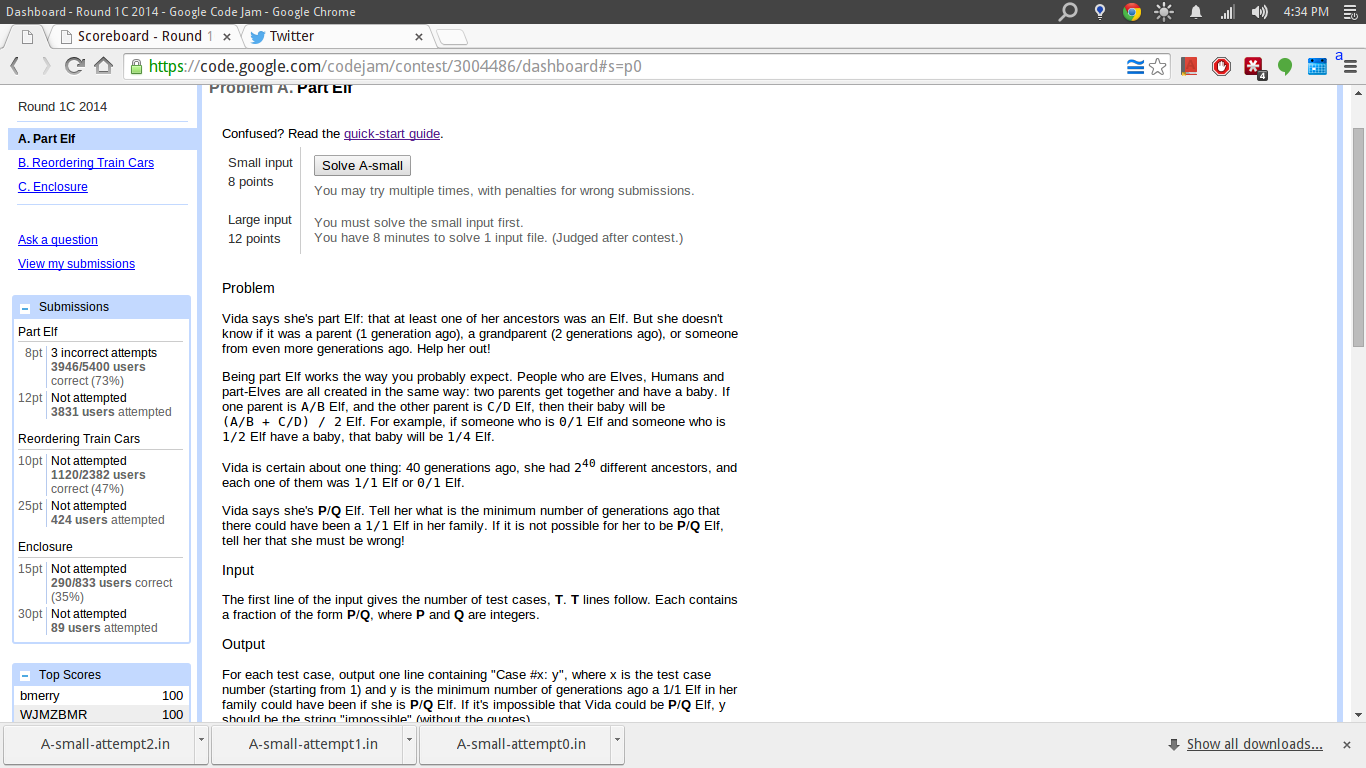 Dashboard - Round 1C 2014 - Google Code Jam - Google Chrome
4:34 PM
Scoreboard - Round 1
Twitter
https://code.google.com/codejam/contest/3004486/dashboard#s=p0
4
a
Round 1C 2014
A. Part Elf
B. Reordering Train Cars
C. Enclosure
Ask a question
View my submissions
Submissions
Part Elf
8pt 3 incorrect attempts
3946/5400 users
correct (73%)
12pt Not attempted
3831 users attempted
Reordering Train Cars
10pt Not attempted
1120/2382 users
correct (47%)
25pt Not attempted
424 users attempted
Enclosure
15pt Not attempted
290/833 users correct
(35%)
30pt Not attempted
89 users attempted
Top Scores
bmerry 100
WJMZBMR 100
Problem A. Part Elf
Confused? Read the quick-start guide.
Small input
8 points
Solve A-small
You may try multiple times, with penalties for wrong submissions.
Large input
12 points
You must solve the small input first.
You have 8 minutes to solve 1 input file. (Judged after contest.)
Problem
Vida says she's part Elf: that at least one of her ancestors was an Elf. But she doesn't
know if it was a parent (1 generation ago), a grandparent (2 generations ago), or someone
from even more generations ago. Help her out!
Being part Elf works the way you probably expect. People who are Elves, Humans and
part-Elves are all created in the same way: two parents get together and have a baby. If
one parent is A/B Elf, and the other parent is C/D Elf, then their baby will be
(A/B + C/D) / 2 Elf. For example, if someone who is 0/1 Elf and someone who is
1/2 Elf have a baby, that baby will be 1/4 Elf.
Vida is certain about one thing: 40 generations ago, she had 2^40 different ancestors, and
each one of them was 1/1 Elf or 0/1 Elf.
Vida says she's P/Q Elf. Tell her what is the minimum number of generations ago that
there could have been a 1/1 Elf in her family. If it is not possible for her to be P/Q Elf,
tell her that she must be wrong!
Input
The first line of the input gives the number of test cases, T. T lines follow. Each contains
a fraction of the form P/Q, where P and Q are integers.
Output
For each test case, output one line containing "Case #x: y", where x is the test case
number (starting from 1) and y is the minimum number of generations ago a 1/1 Elf in her
family could have been if she is P/Q Elf. If it's impossible that Vida could be P/Q Elf, y
should be the string "impossible" (without the quotes).
A-small-attempt2.in
A-small-attempt1.in
A-small-attempt0.in
Show all downloads...